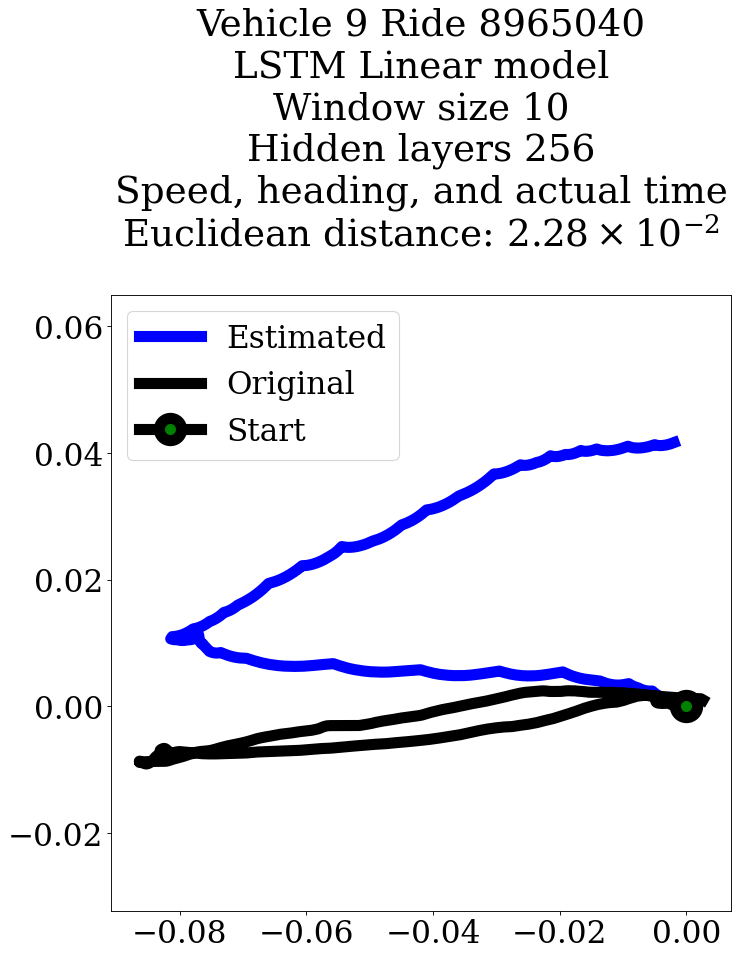 Vehicle 9 Ride 8965040
LSTM Linear model
Window size 10
Hidden layers 256
Speed, heading, and actual time
Euclidean distance: 2.28 × 10⁻²
Estimated
Original
Start
0.06
0.04
0.02
0.00
−0.02
−0.08
−0.06
−0.04
−0.02
0.00